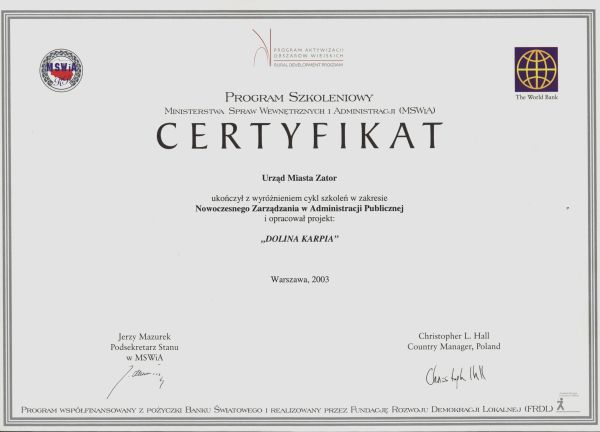 MSWiA
PROGRAM AKTYWIZACJI
OBSZARÓW WIEJSKICH
RURAL DEVELOPMENT PROGRAM
The World Bank
PROGRAM SZKOLENIOWY
MINISTERSTWA SPRAW WEWNĘTRZNYCH I ADMINISTRACJI (MSWiA)
CERTYFIKAT
Urząd Miasta Zator
ukończył z wyróżnieniem cykl szkoleń w zakresie
Nowoczesnego Zarządzania w Administracji Publicznej
i opracował projekt:
„DOLINA KARPIA”
Warszawa, 2003
Jerzy Mazurek
Podsekretarz Stanu
w MSWiA
Christopher L. Hall
Country Manager, Poland
Christoph Hall
PROGRAM WSPÓŁFINANSOWANY Z POŻYCZKI BANKU ŚWIATOWEGO I REALIZOWANY PRZEZ FUNDACJĘ ROZWOJU DEMOKRACJI LOKALNEJ (FRDL)